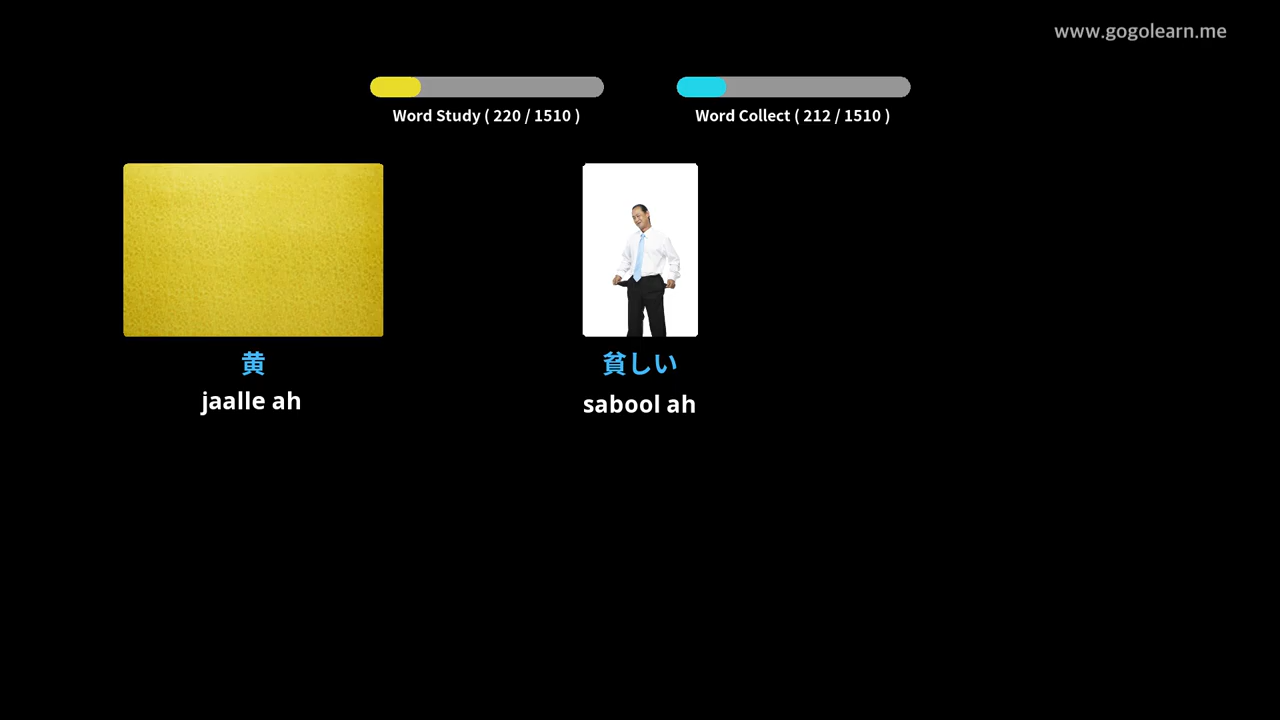 www.gogolearn.me
Word Study ( 220 / 1510 )
Word Collect ( 212 / 1510 )
黄
jaalle ah
貧しい
sabool ah